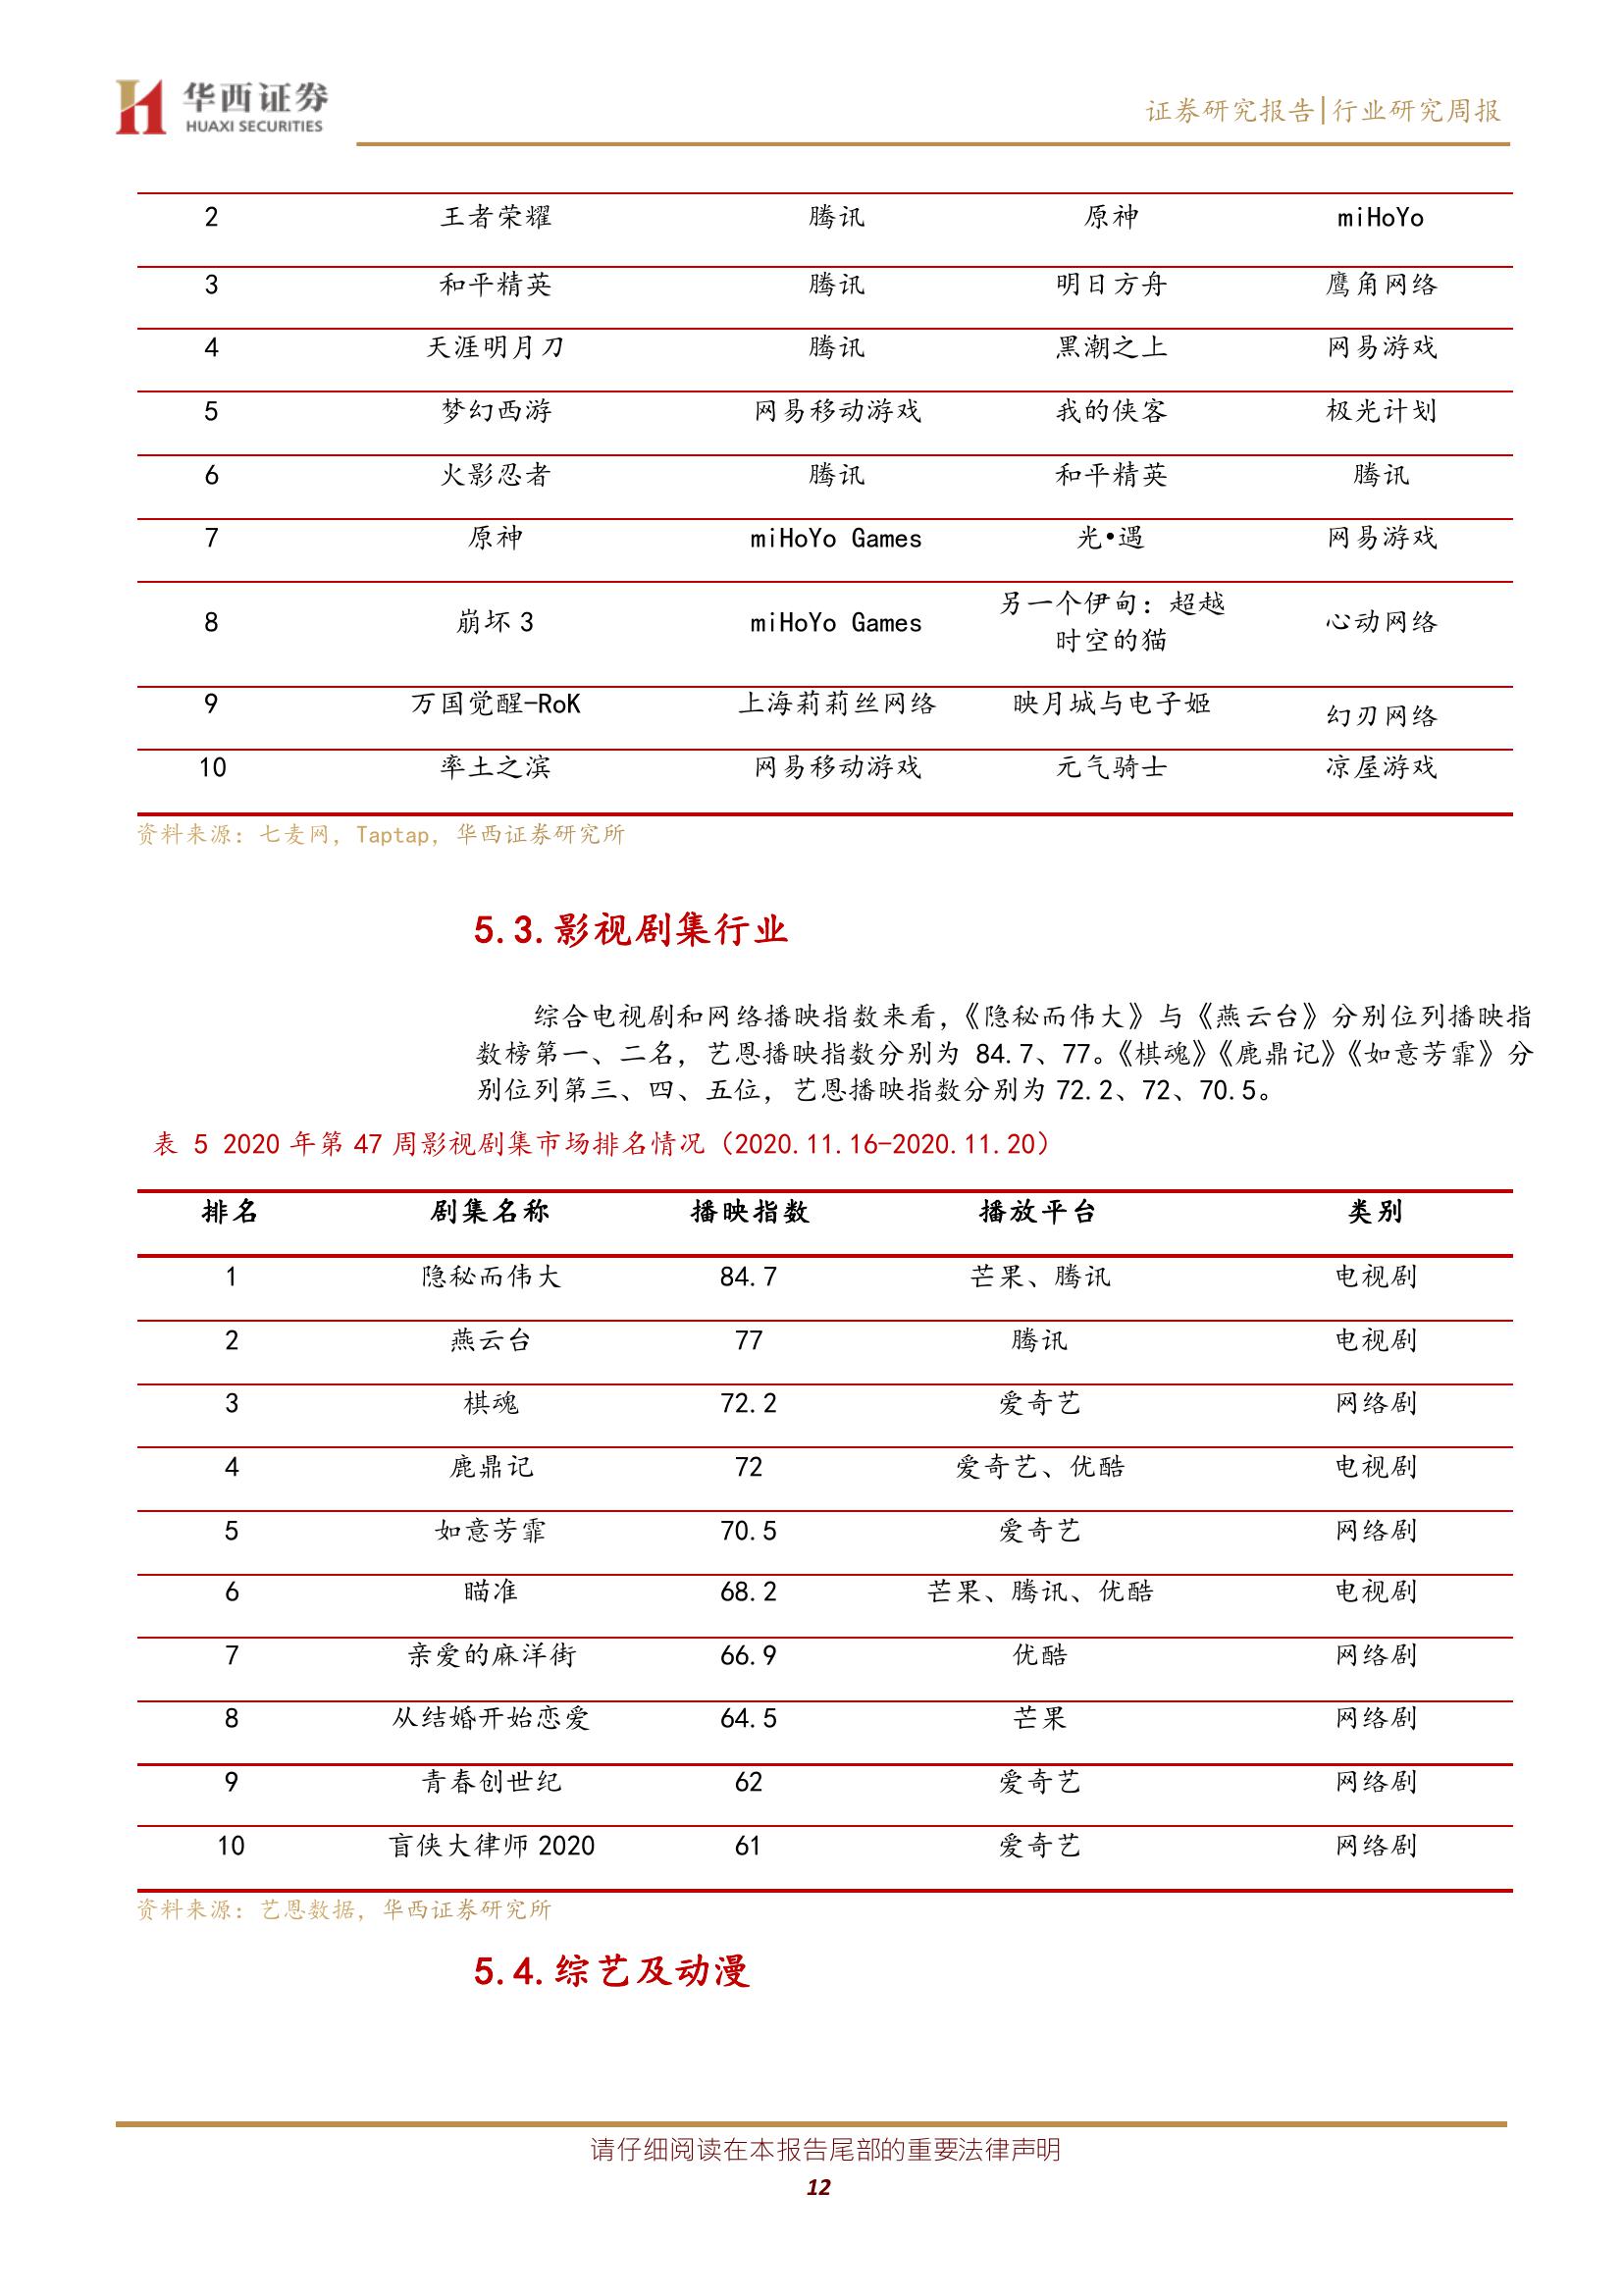 华西证券
HUAXI SECURITIES
证券研究报告|行业研究周报
2 王者荣耀 腾讯 原神 miHoYo
3 和平精英 腾讯 明日方舟 鹰角网络
4 天涯明月刀 腾讯 黑潮之上 网易游戏
5 梦幻西游 网易移动游戏 我的侠客 极光计划
6 火影忍者 腾讯 和平精英 腾讯
7 原神 miHoYo Games 光•遇 网易游戏
8 崩坏 3 miHoYo Games 另一个伊甸：超越
时空的猫 心动网络
9 万国觉醒-RoK 上海莉莉丝网络 映月城与电子姬 幻刃网络
10 率土之滨 网易移动游戏 元气骑士 凉屋游戏
资料来源：七麦网，Taptap，华西证券研究所
5.3.影视剧集行业
综合电视剧和网络播映指数来看，《隐秘而伟大》与《燕云台》分别位列播映指
数榜第一、二名，艺恩播映指数分别为 84.7、77。《棋魂》《鹿鼎记》《如意芳霏》分
别位列第三、四、五位，艺恩播映指数分别为 72.2、72、70.5。
表 5 2020 年第 47 周影视剧集市场排名情况（2020.11.16-2020.11.20）
排名 剧集名称 播映指数 播放平台 类别
1 隐秘而伟大 84.7 芒果、腾讯 电视剧
2 燕云台 77 腾讯 电视剧
3 棋魂 72.2 爱奇艺 网络剧
4 鹿鼎记 72 爱奇艺、优酷 电视剧
5 如意芳霏 70.5 爱奇艺 网络剧
6 瞄准 68.2 芒果、腾讯、优酷 电视剧
7 亲爱的麻洋街 66.9 优酷 网络剧
8 从结婚开始恋爱 64.5 芒果 网络剧
9 青春创世纪 62 爱奇艺 网络剧
10 盲侠大律师 2020 61 爱奇艺 网络剧
资料来源：艺恩数据，华西证券研究所
5.4.综艺及动漫
请仔细阅读在本报告尾部的重要法律声明
12